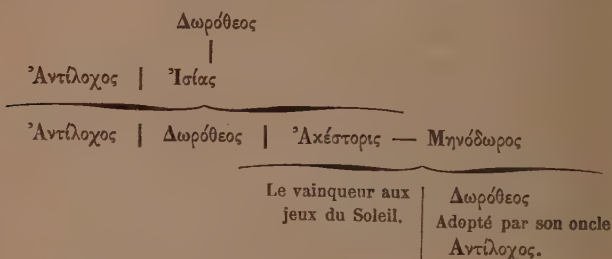 Δωρόθεος
Ἀντίλοχος | Ἰσίας
Ἀντίλοχος | Δωρόθεος | Ἀκέστορις — Μηνόδωρος
Le vainqueur aux
jeux du Soleil.
Δωρόθεος
Adopté par son oncle
Ἀντίλοχος.